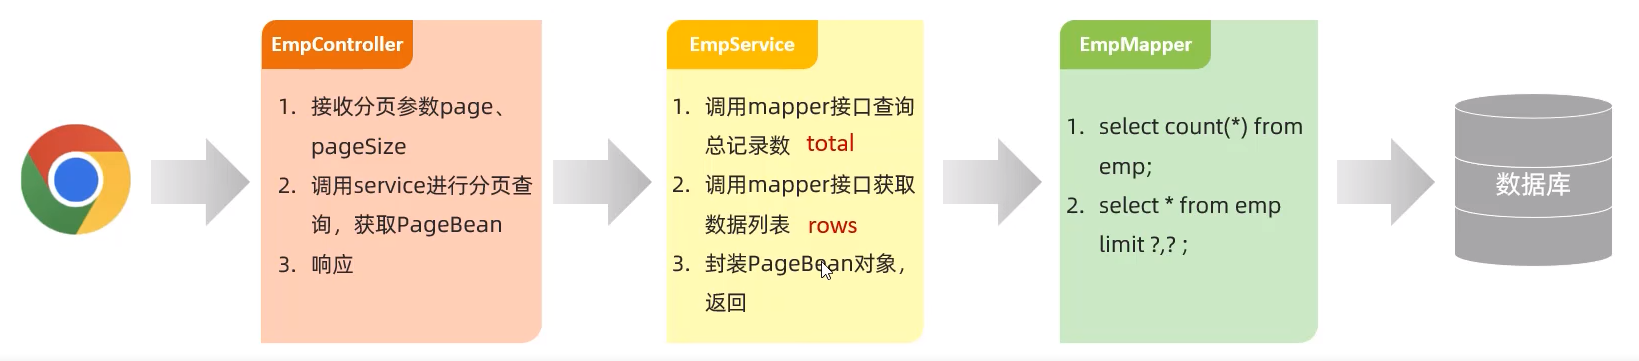 EmpController
1. 接收分页参数page、
pageSize
2. 调用service进行分页查
询，获取PageBean
3. 响应
EmpService
1. 调用mapper接口查询
总记录数 total
2. 调用mapper接口获取
数据列表 rows
3. 封装PageBean对象，
返回
EmpMapper
1. select count(*) from
emp;
2. select * from emp
limit ?,? ;
数据库